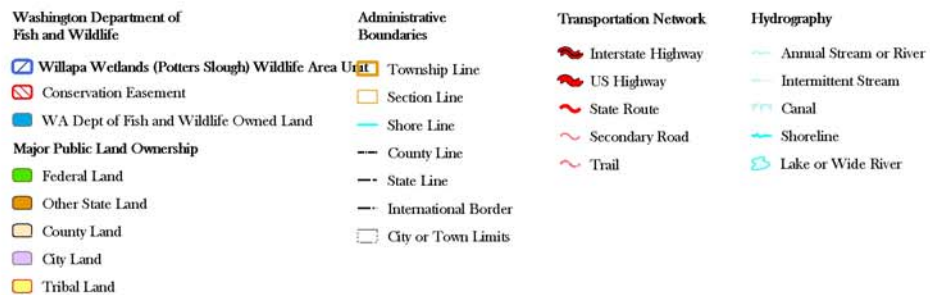 Washington Department of
Fish and Wildlife
Willapa Wetlands (Potters Slough) Wildlife Area Unit
Conservation Easement
WA Dept of Fish and Wildlife Owned Land
Major Public Land Ownership
Federal Land
Other State Land
County Land
City Land
Tribal Land
Administrative
Boundaries
Township Line
Section Line
Shore Line
County Line
State Line
International Border
City or Town Limits
Transportation Network
Interstate Highway
US Highway
State Route
Secondary Road
Trail
Hydrography
Annual Stream or River
Intermittent Stream
Canal
Shoreline
Lake or Wide River